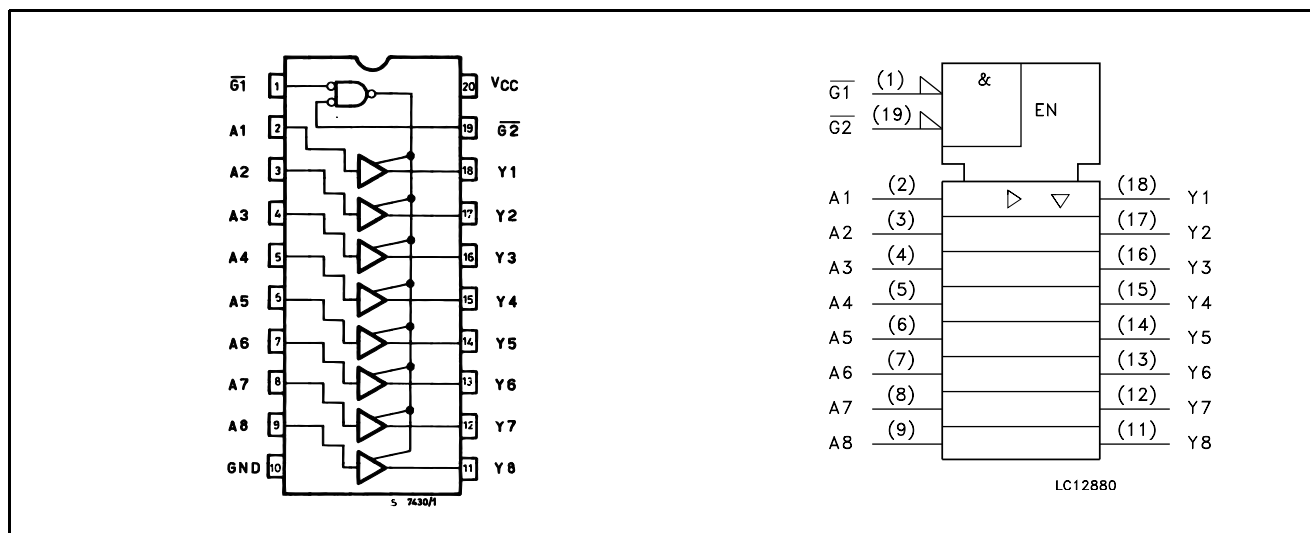 G1 1 20 VCC
A1 2 19 G2
A2 3 18 Y1
A3 4 17 Y2
A4 5 16 Y3
A5 6 15 Y4
A6 7 14 Y5
A7 8 13 Y6
A8 9 12 Y7
GND 10 11 Y8
S 7430/1
G1 (1) & EN
G2 (19)
A1 (2) (18) Y1
A2 (3) (17) Y2
A3 (4) (16) Y3
A4 (5) (15) Y4
A5 (6) (14) Y5
A6 (7) (13) Y6
A7 (8) (12) Y7
A8 (9) (11) Y8
LC12880